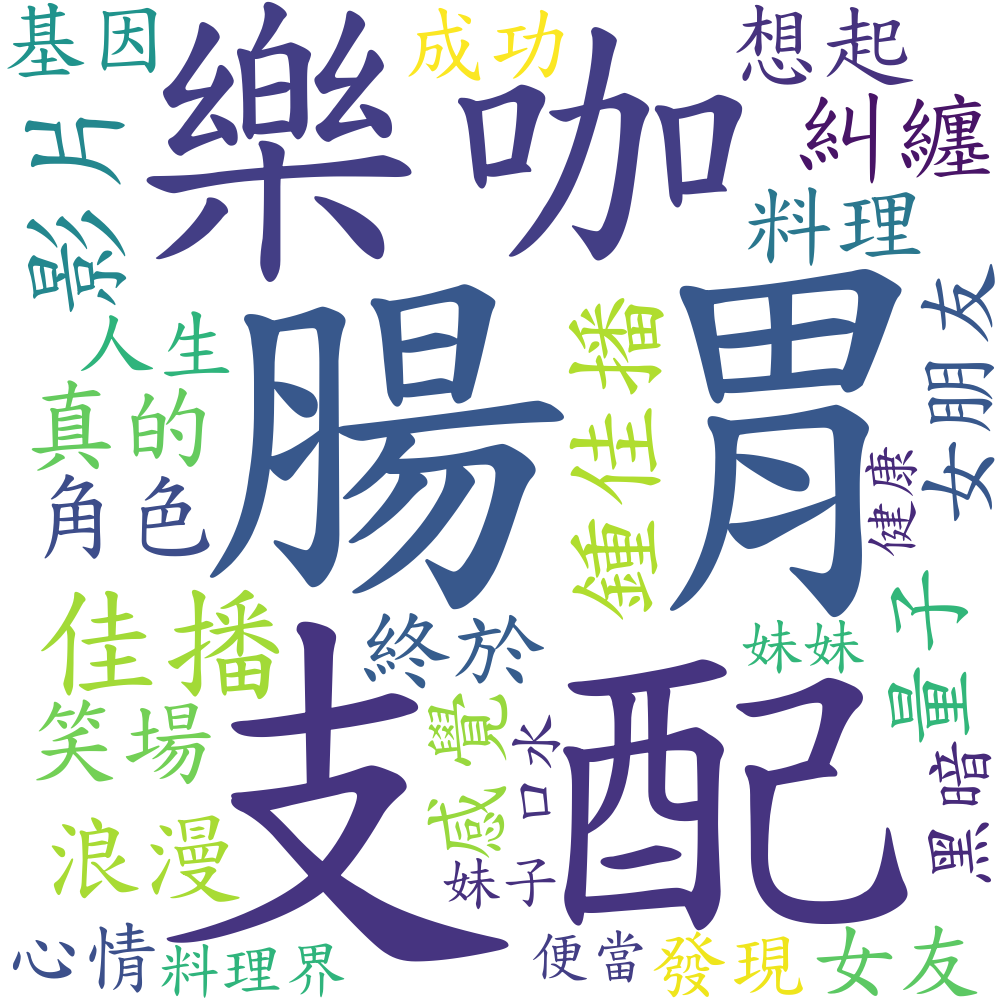 基因
樂咖
成功
想起
影片
糾纏
料理
人生
腸胃
鍾佳播
女朋友
真的
角色
健康
佳播
終於
妹妹
量子
笑場
支配
感覺
口水
黑暗
浪漫
妹子
心情
料理界
便當
發現
女友